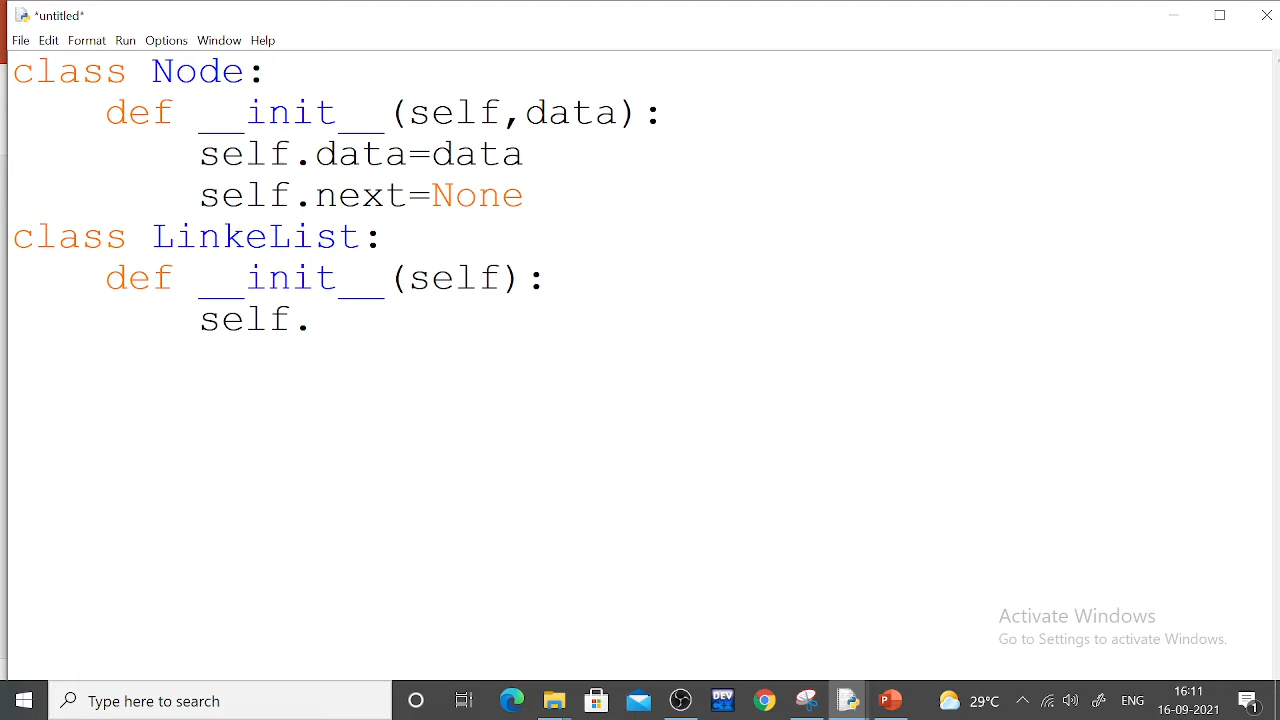 *untitled*
File Edit Format Run Options Window Help
class Node:
    def __init__(self,data):
        self.data=data
        self.next=None
class LinkeList:
    def __init__(self):
        self.
Activate Windows
Go to Settings to activate Windows.
Type here to search
DEV C++
29°C
ENG
16:11
16-09-2021
1